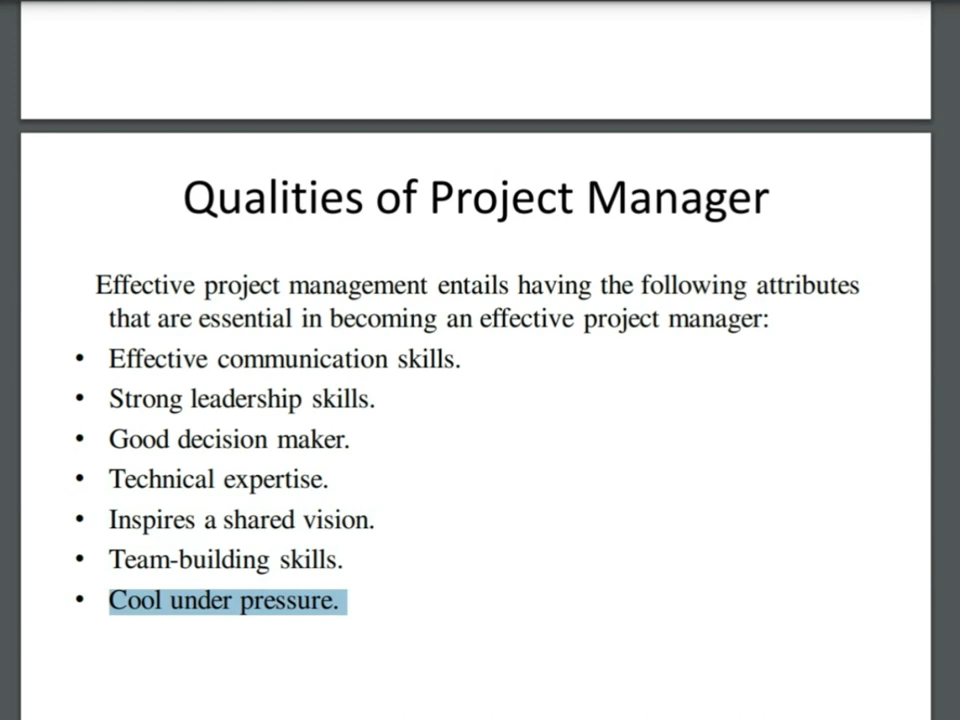 Qualities of Project Manager
Effective project management entails having the following attributes
that are essential in becoming an effective project manager:
• Effective communication skills.
• Strong leadership skills.
• Good decision maker.
• Technical expertise.
• Inspires a shared vision.
• Team-building skills.
• Cool under pressure.